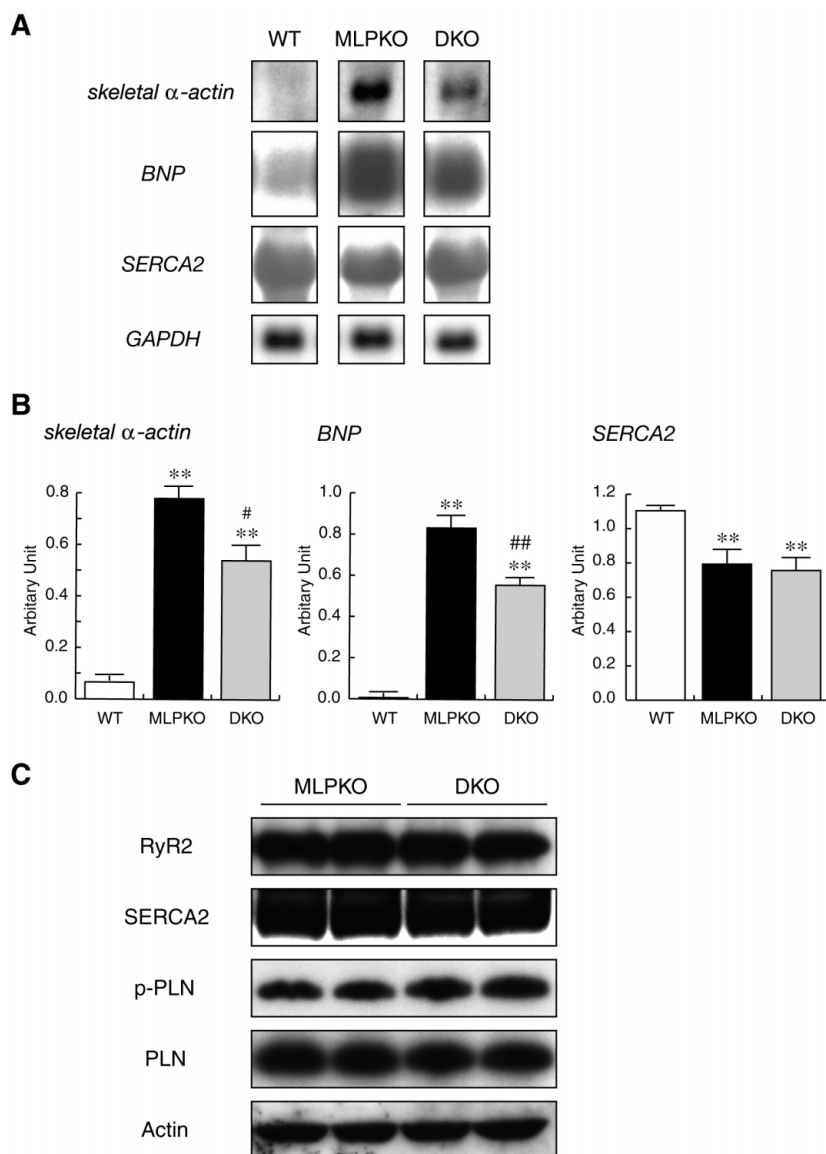 A
WT MLPKO DKO
skeletal α-actin
BNP
SERCA2
GAPDH
B
skeletal α-actin BNP SERCA2
Arbitary Unit
0.8
0.6
0.4
0.2
0.0
**
#
**
WT MLPKO DKO
Arbitary Unit
1.0
0.8
0.6
0.4
0.2
0.0
**
##
**
WT MLPKO DKO
Arbitary Unit
1.2
1.0
0.8
0.6
0.4
0.2
0.0
**
**
WT MLPKO DKO
C
MLPKO DKO
RyR2
SERCA2
p-PLN
PLN
Actin